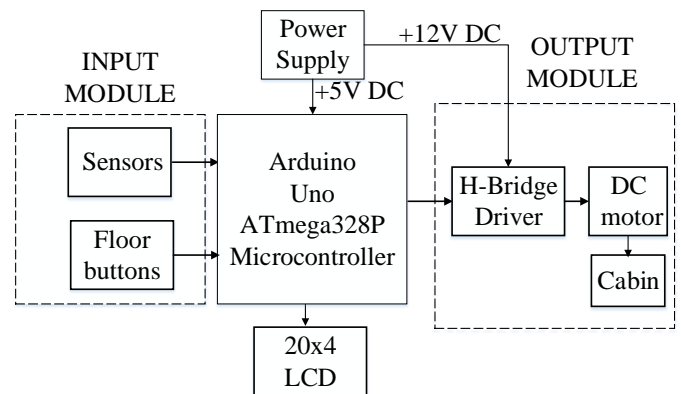 Power
Supply
+12V DC
+5V DC
INPUT
MODULE
OUTPUT
MODULE
Sensors
Floor
buttons
Arduino
Uno
ATmega328P
Microcontroller
H-Bridge
Driver
DC
motor
Cabin
20x4
LCD